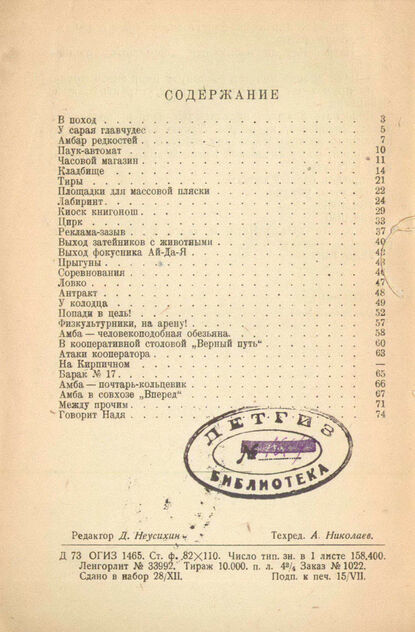 СОДЕРЖАНИЕ
В поход 3
У сарая главчудес 5
Амбар редкостей 7
Паук-автомат 10
Часовой магазин 11
Кладбище 14
Тиры 21
Площадки для массовой пляски 22
Лабиринт 24
Киоск книгонош 29
Цирк 33
Реклама-зазыв 37
Выход затейников с животными 40
Выход фокусника Ай-Да-Я 42
Прыгуны 43
Соревнования 46
Ловко 47
Антракт 48
У колодца 49
Попади в цель! 52
Физкультурники, на арену! 57
Амба — человекоподобная обезьяна 58
В кооперативной столовой „Верный путь“ 60
Атаки кооператора 63
На Кирпичном
Барак № 17 65
Амба — почтарь-кольцевик 66
Амба в совхозе „Вперед“ 67
Между прочим 71
Говорит Надя 74
ДЕТГИЗ
№
БИБЛИОТЕКА
Редактор Д. Неусихин Техред. А. Николаев.
Д 73 ОГИЗ 1465. Ст. ф. 82×110. Число тип. зн. в 1 листе 158.400.
Ленгорлит № 33992. Тираж 10.000. п. л. 4³/₄ Заказ № 1022.
Сдано в набор 28/XII. Подп. к печ. 15/VII.